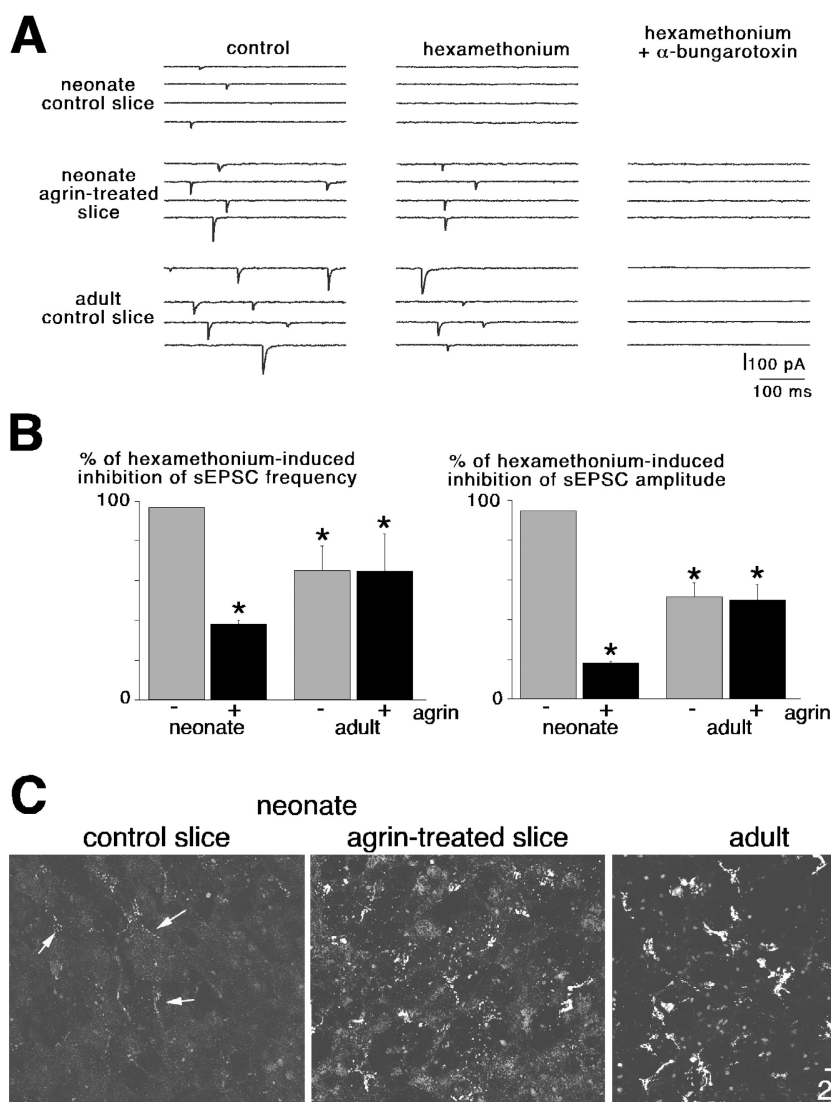 A
control
hexamethonium
hexamethonium
+ α-bungarotoxin
neonate
control slice
neonate
agrin-treated
slice
adult
control slice
100 pA
100 ms
B
% of hexamethonium-induced
inhibition of sEPSC frequency
100
*
*
*
0
- + - + agrin
neonate adult
% of hexamethonium-induced
inhibition of sEPSC amplitude
100
*
*
*
0
- + - + agrin
neonate adult
C
neonate
control slice
agrin-treated slice
adult
2